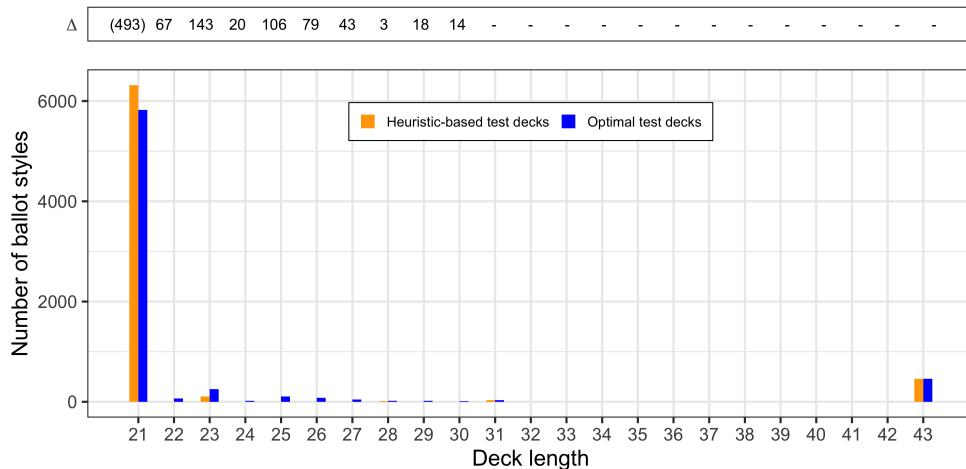 Δ (493) 67 143 20 106 79 43 3 18 14 - - - - - - - - - - - - -
Number of ballot styles
6000
4000
2000
0
Heuristic-based test decks Optimal test decks
21 22 23 24 25 26 27 28 29 30 31 32 33 34 35 36 37 38 39 40 41 42 43
Deck length